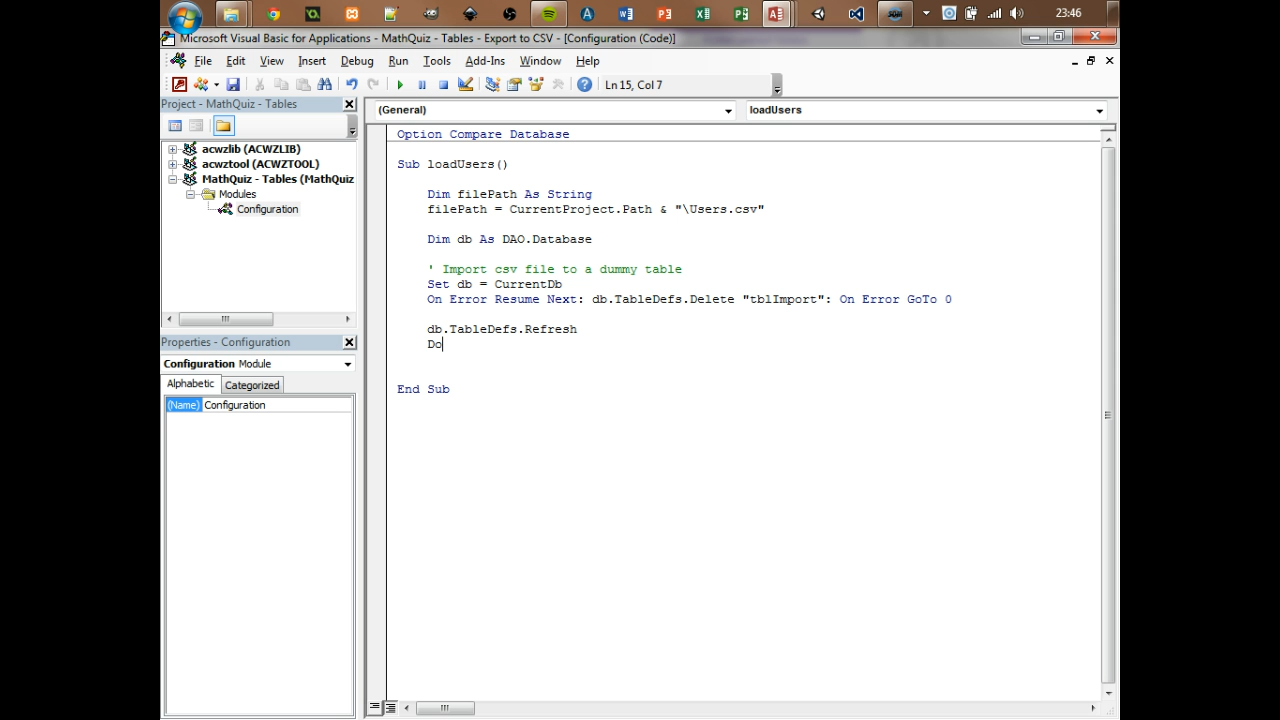 23:46
Microsoft Visual Basic for Applications - MathQuiz - Tables - Export to CSV - [Configuration (Code)]
File Edit View Insert Debug Run Tools Add-Ins Window Help
Ln 15, Col 7
Project - MathQuiz - Tables
(General) loadUsers
acwzlib (ACWZLIB)
acwztool (ACWZTOOL)
MathQuiz - Tables (MathQuiz
Modules
Configuration
Properties - Configuration
Configuration Module
Alphabetic Categorized
(Name) Configuration
Option Compare Database
Sub loadUsers()
Dim filePath As String
filePath = CurrentProject.Path & "\Users.csv"
Dim db As DAO.Database
' Import csv file to a dummy table
Set db = CurrentDb
On Error Resume Next: db.TableDefs.Delete "tblImport": On Error GoTo 0
db.TableDefs.Refresh
Do
End Sub